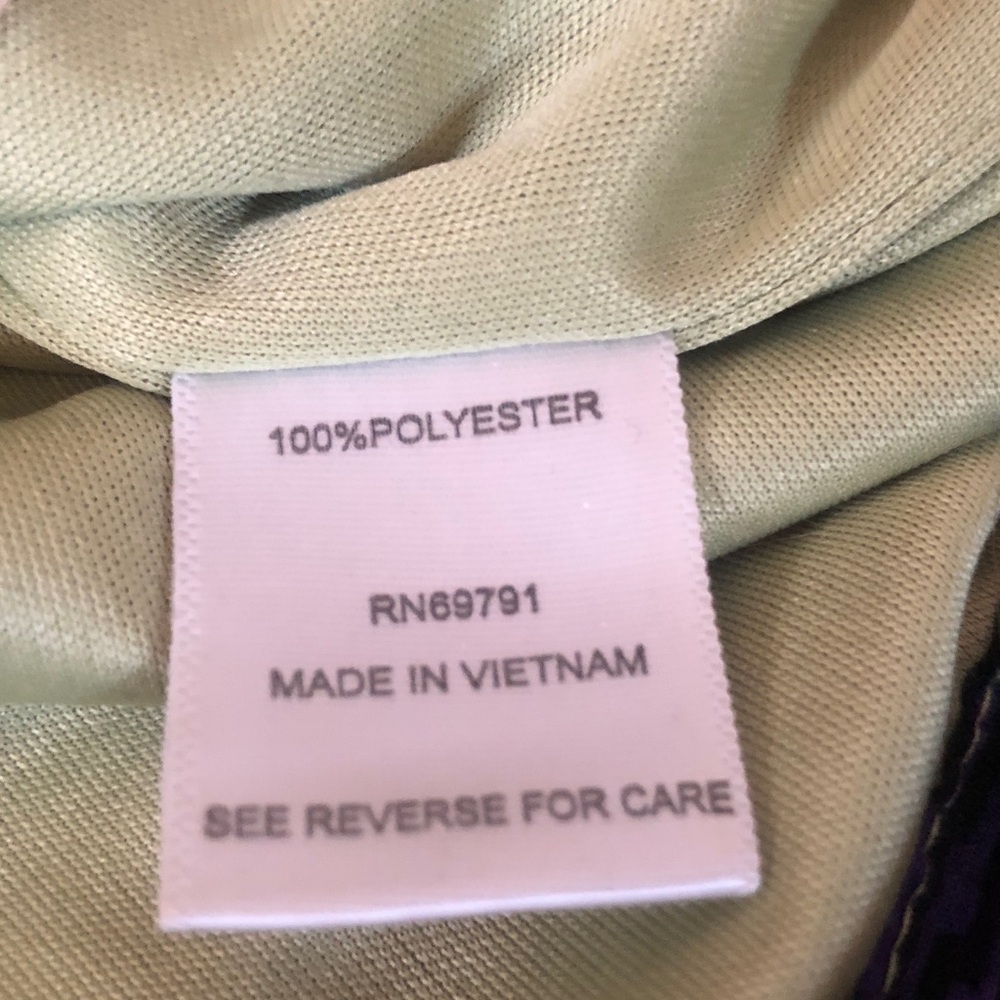 100%POLYESTER
RN69791
MADE IN VIETNAM
SEE REVERSE FOR CARE